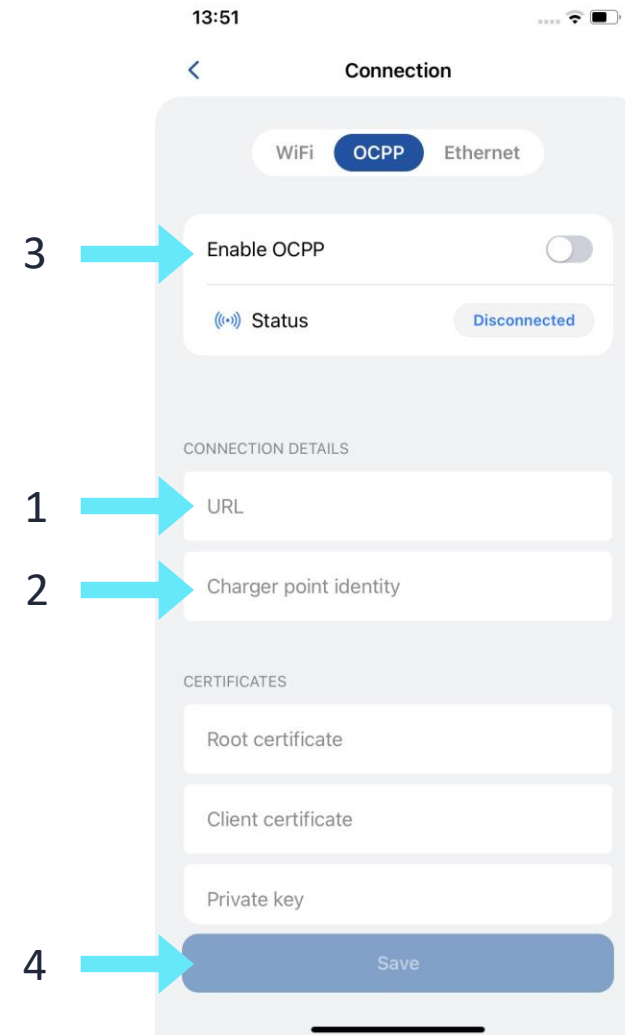 13:51
Connection
WiFi OCPP Ethernet
3 Enable OCPP
Status Disconnected
CONNECTION DETAILS
1 URL
2 Charger point identity
CERTIFICATES
Root certificate
Client certificate
Private key
4 Save